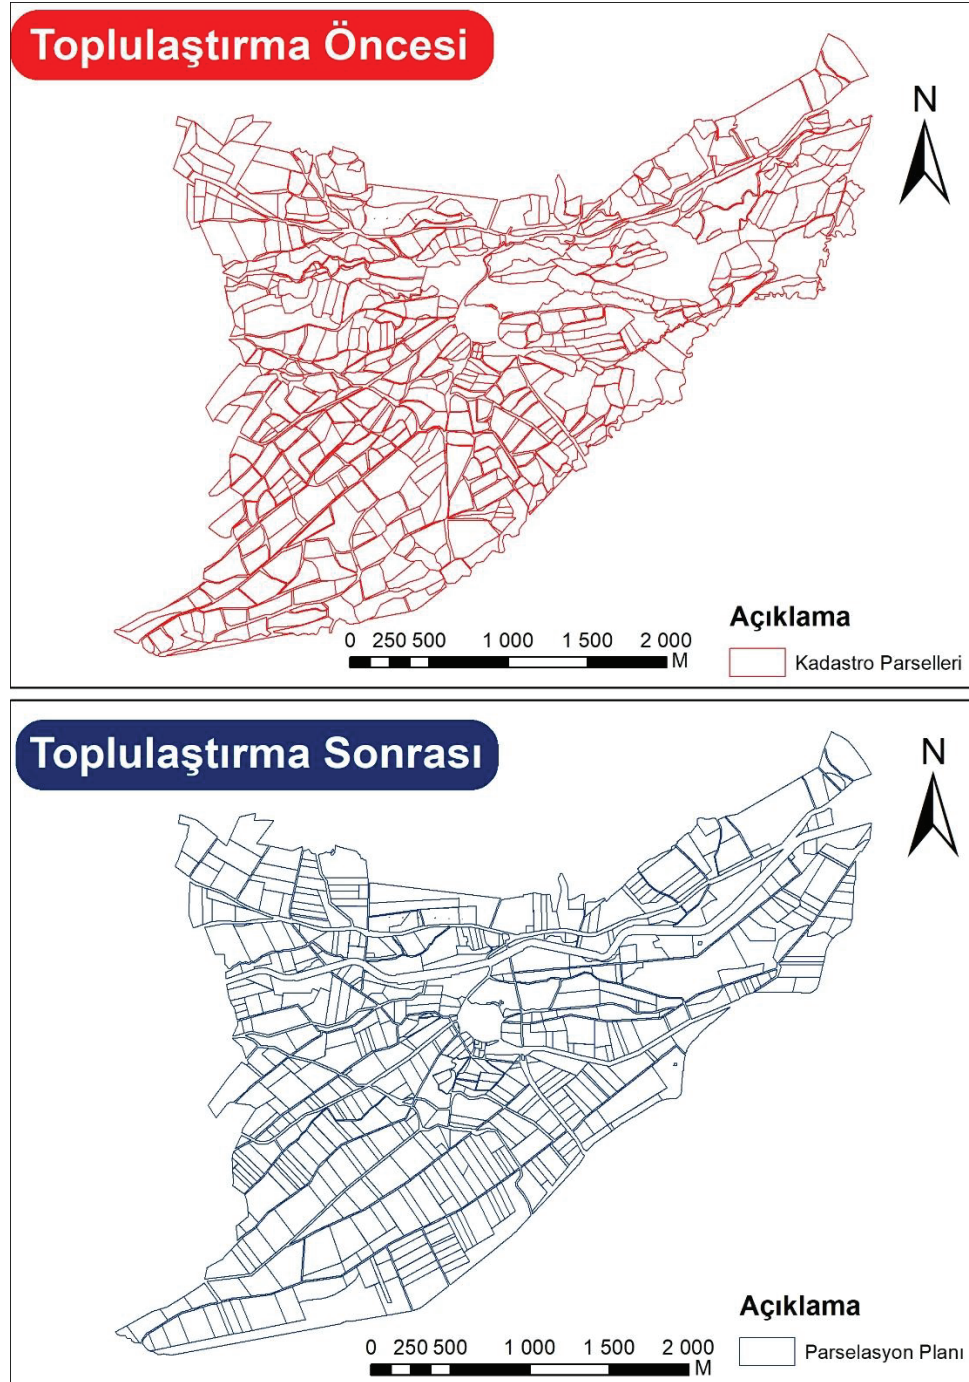 Toplulaştırma Öncesi
N
0 250 500 1 000 1 500 2 000
M
Açıklama
Kadastro Parselleri
Toplulaştırma Sonrası
N
Açıklama
Parselasyon Planı
0 250 500 1 000 1 500 2 000
M